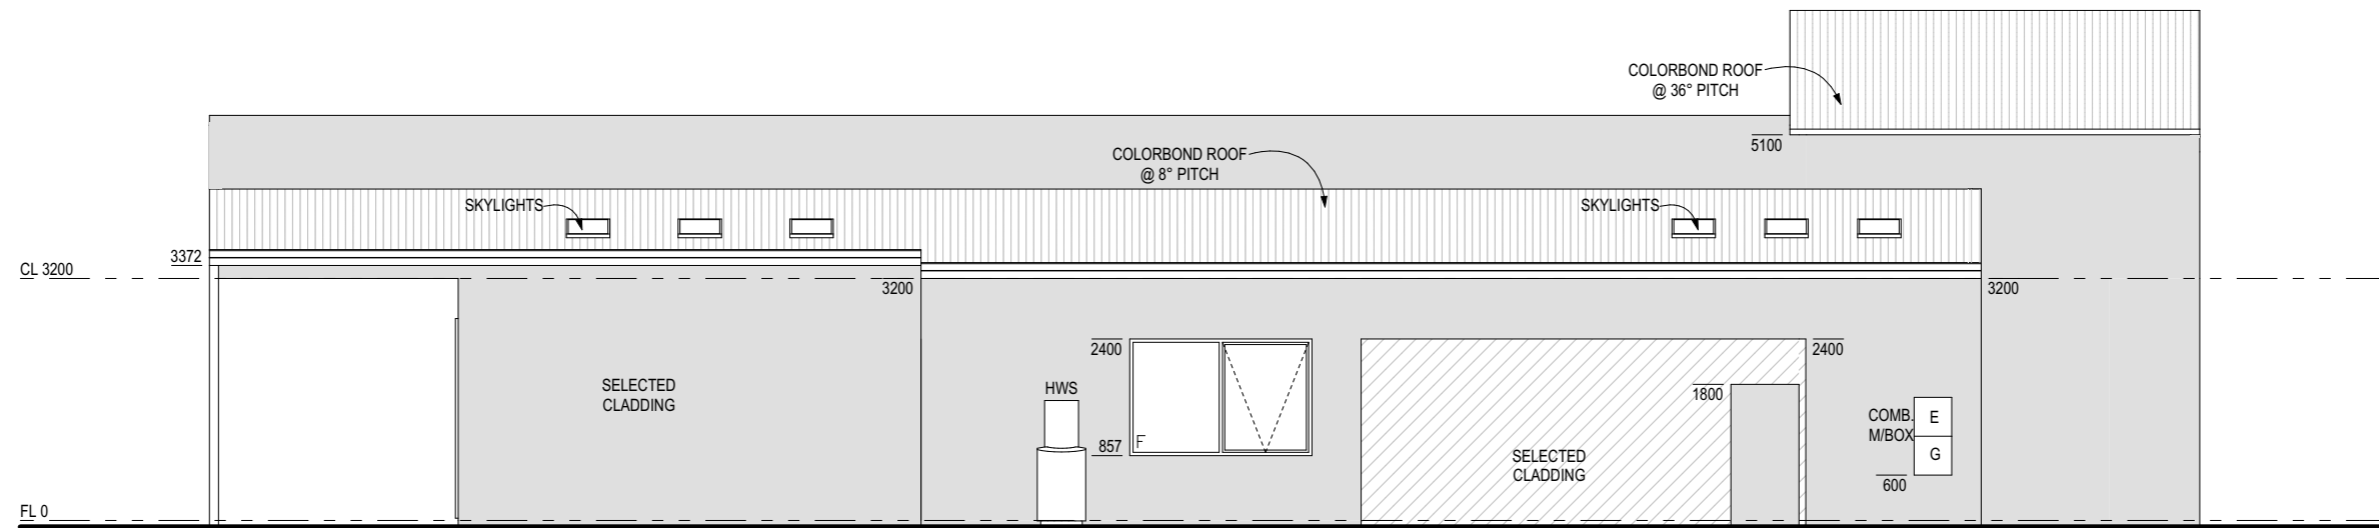 COLORBOND ROOF
@ 36° PITCH
5100
COLORBOND ROOF
@ 8° PITCH
SKYLIGHTS
SKYLIGHTS
3372
CL 3200
3200
3200
2400
2400
SELECTED
CLADDING
HWS
1800
COMB.
M/BOX
E
G
F
857
SELECTED
CLADDING
600
FL 0